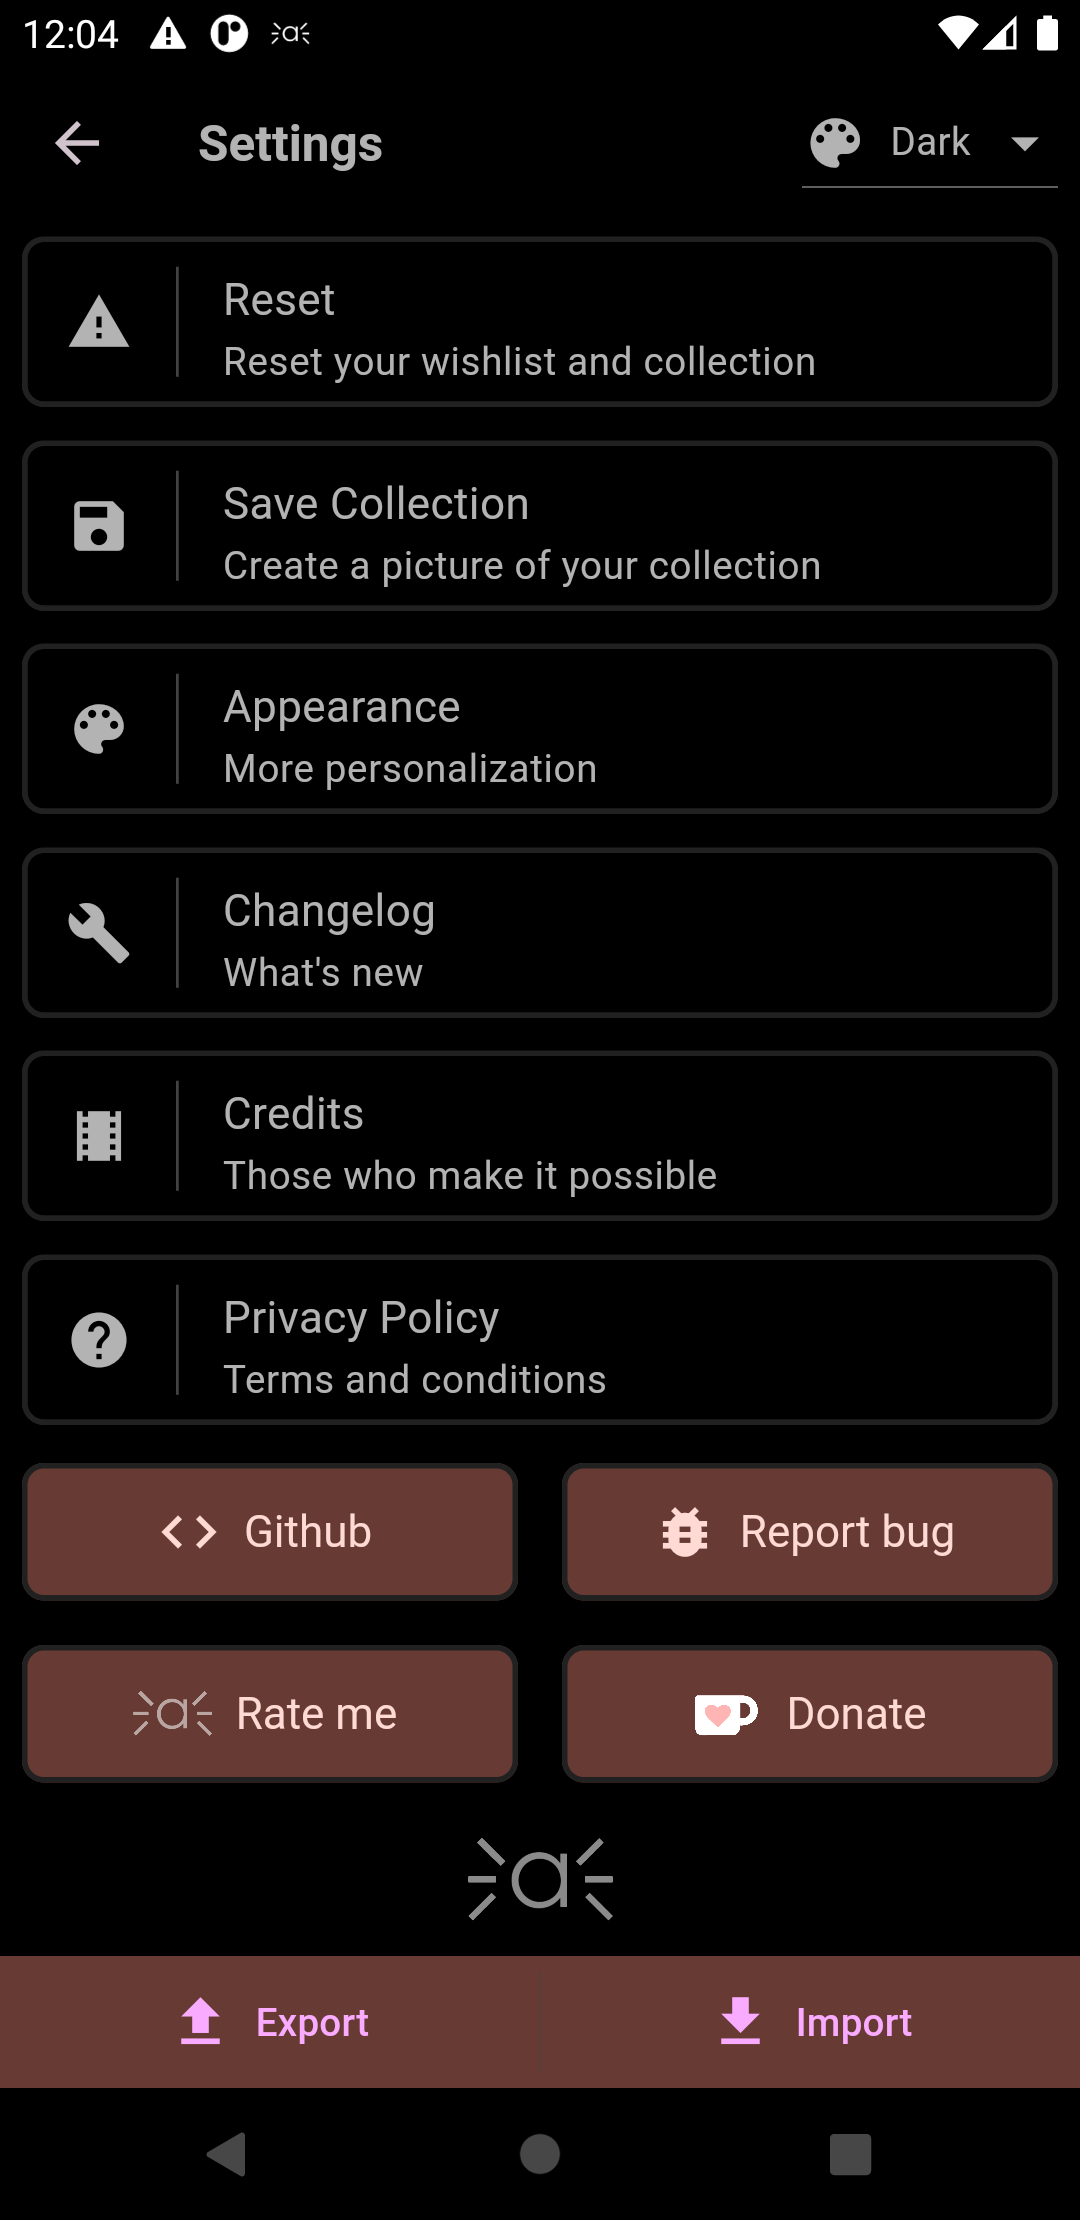 12:04
Settings
Dark
Reset
Reset your wishlist and collection
Save Collection
Create a picture of your collection
Appearance
More personalization
Changelog
What's new
Credits
Those who make it possible
Privacy Policy
Terms and conditions
Github
Report bug
a Rate me
Donate
a
Export
Import